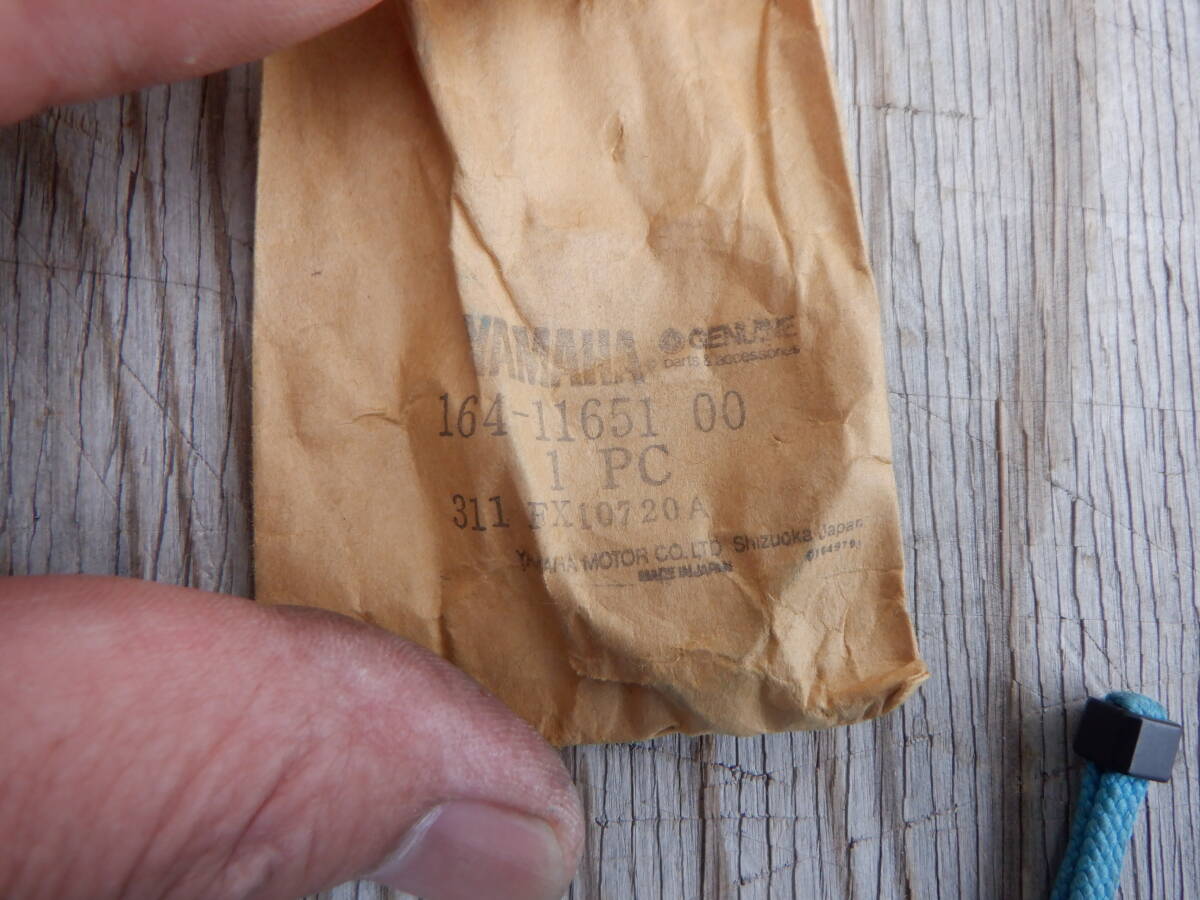 YAMAHA GENUINE
parts & accessories
164-11651 00
1 PC
311 FX10720A
YAMAHA MOTOR CO. LTD Shizuoka Japan
MADE IN JAPAN